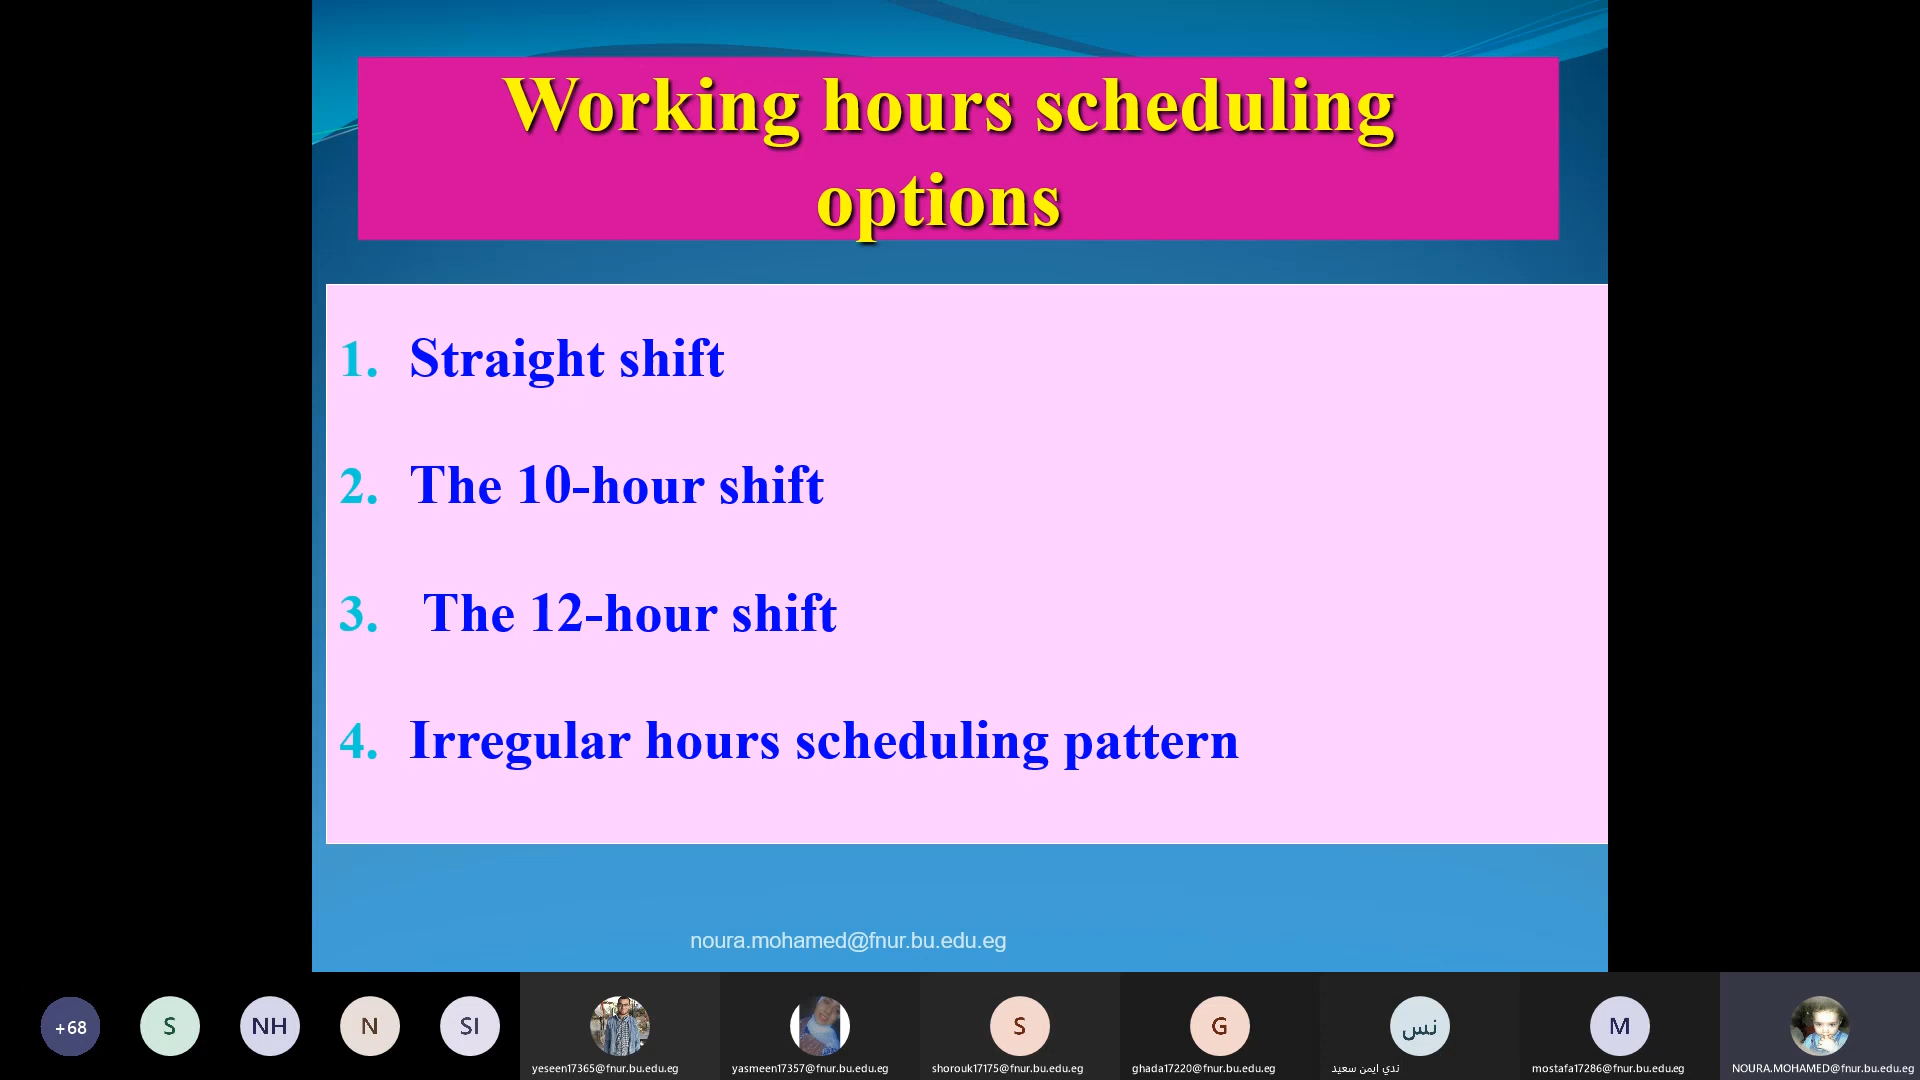 Working hours scheduling
options
1. Straight shift
2. The 10-hour shift
3. The 12-hour shift
4. Irregular hours scheduling pattern
noura.mohamed@fnur.bu.edu.eg
+68
S
NH
N
SI
S
G
نس
M
yeseen17365@fnur.bu.edu.eg
yasmeen17357@fnur.bu.edu.eg
shorouk17175@fnur.bu.edu.eg
ghada17220@fnur.bu.edu.eg
ندي ايمن سعيد
mostafa17286@fnur.bu.edu.eg
NOURA.MOHAMED@fnur.bu.edu.eg